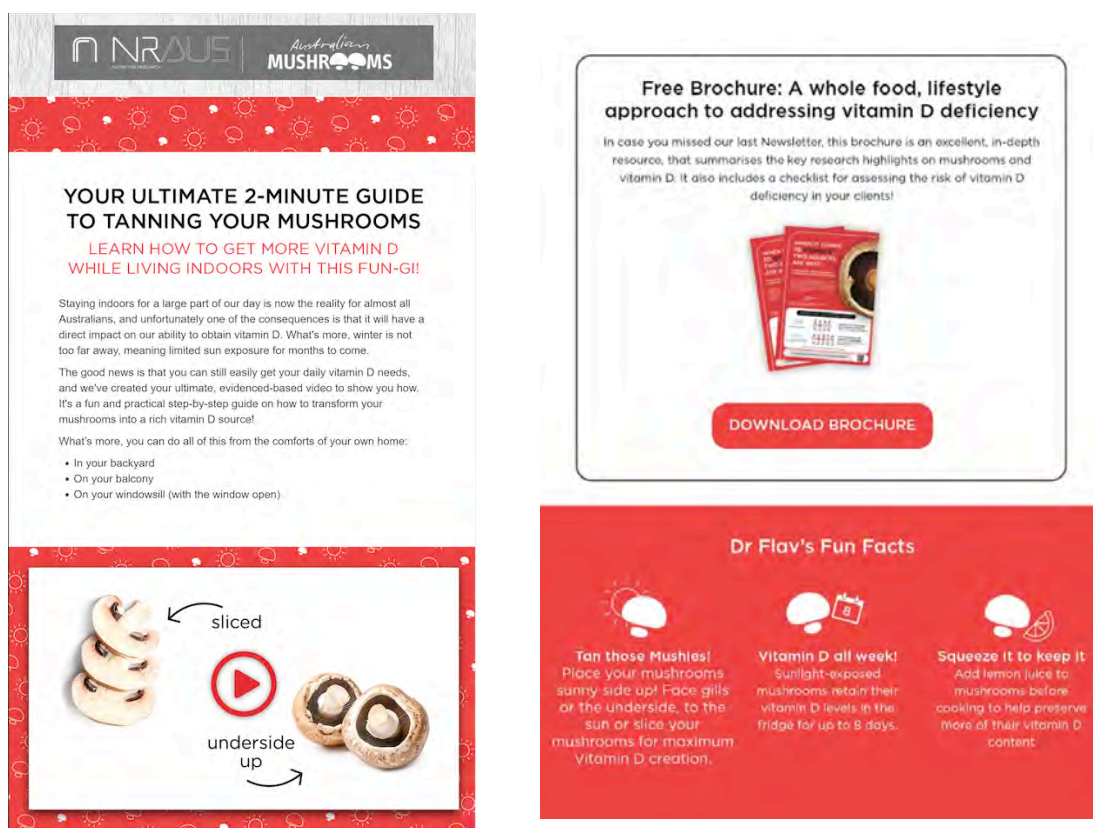 NRAUS
NUTRITION RESEARCH
Australian
MUSHROOMS
YOUR ULTIMATE 2-MINUTE GUIDE
TO TANNING YOUR MUSHROOMS
LEARN HOW TO GET MORE VITAMIN D
WHILE LIVING INDOORS WITH THIS FUN-GI!
Staying indoors for a large part of our day is now the reality for almost all
Australians, and unfortunately one of the consequences is that it will have a
direct impact on our ability to obtain vitamin D. What's more, winter is not
too far away, meaning limited sun exposure for months to come.
The good news is that you can still easily get your daily vitamin D needs,
and we've created your ultimate, evidenced-based video to show you how.
It's a fun and practical step-by-step guide on how to transform your
mushrooms into a rich vitamin D source!
What's more, you can do all of this from the comforts of your own home:
• In your backyard
• On your balcony
• On your windowsill (with the window open)
sliced
underside
up
Free Brochure: A whole food, lifestyle
approach to addressing vitamin D deficiency
In case you missed our last Newsletter, this brochure is an excellent, in-depth
resource, that summarises the key research highlights on mushrooms and
vitamin D. It also includes a checklist for assessing the risk of vitamin D
deficiency in your clients!
DOWNLOAD BROCHURE
Dr Flav's Fun Facts
8
Tan those Mushies!
Place your mushrooms
sunny side up! Face gills
or the underside, to the
sun or slice your
mushrooms for maximum
Vitamin D creation.
Vitamin D all week!
Sunlight-exposed
mushrooms retain their
vitamin D levels in the
fridge for up to 8 days.
Squeeze it to keep it
Add lemon juice to
mushrooms before
cooking to help preserve
more of their vitamin D
content